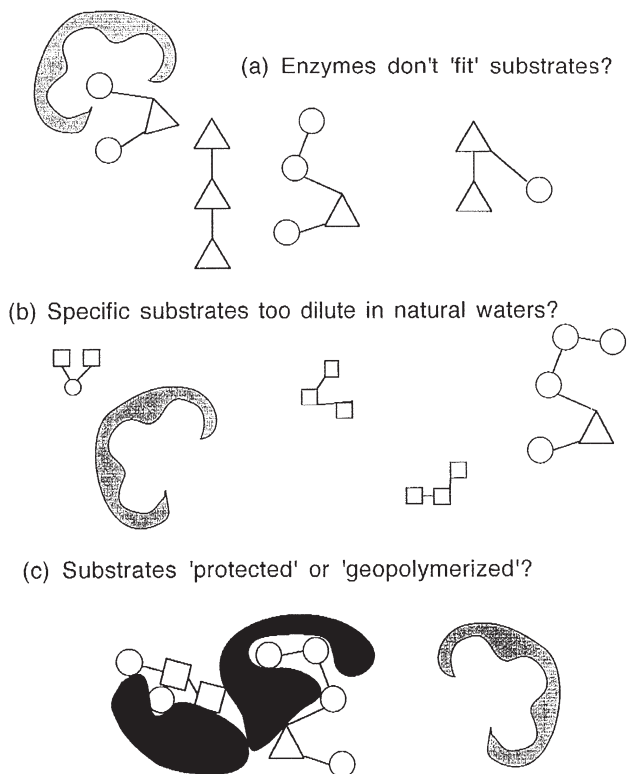 (a) Enzymes don't 'fit' substrates?
(b) Specific substrates too dilute in natural waters?
(c) Substrates 'protected' or 'geopolymerized'?